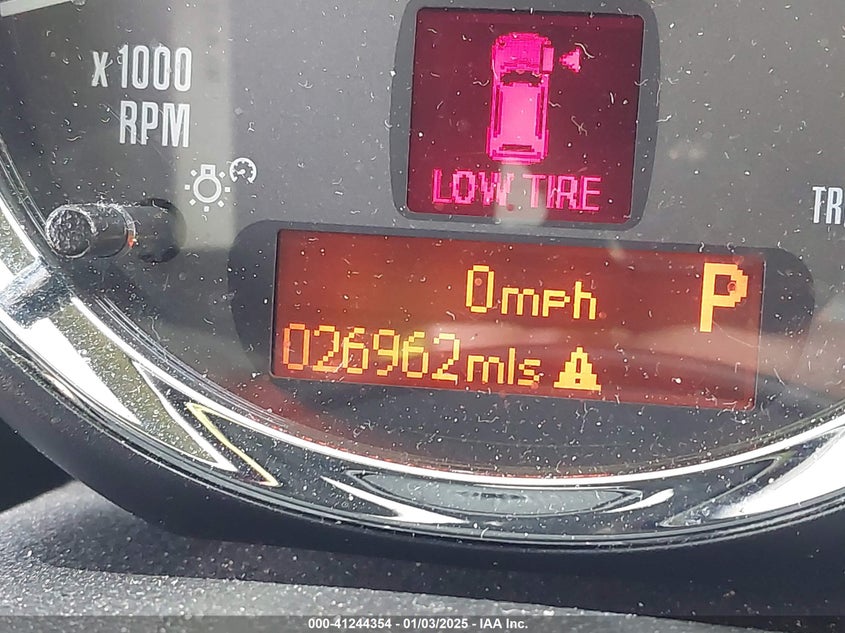 x1000
RPM
LOW TIRE
TR
0mph
P
026962mls
000-41244354 - 01/03/2025 - IAA Inc.